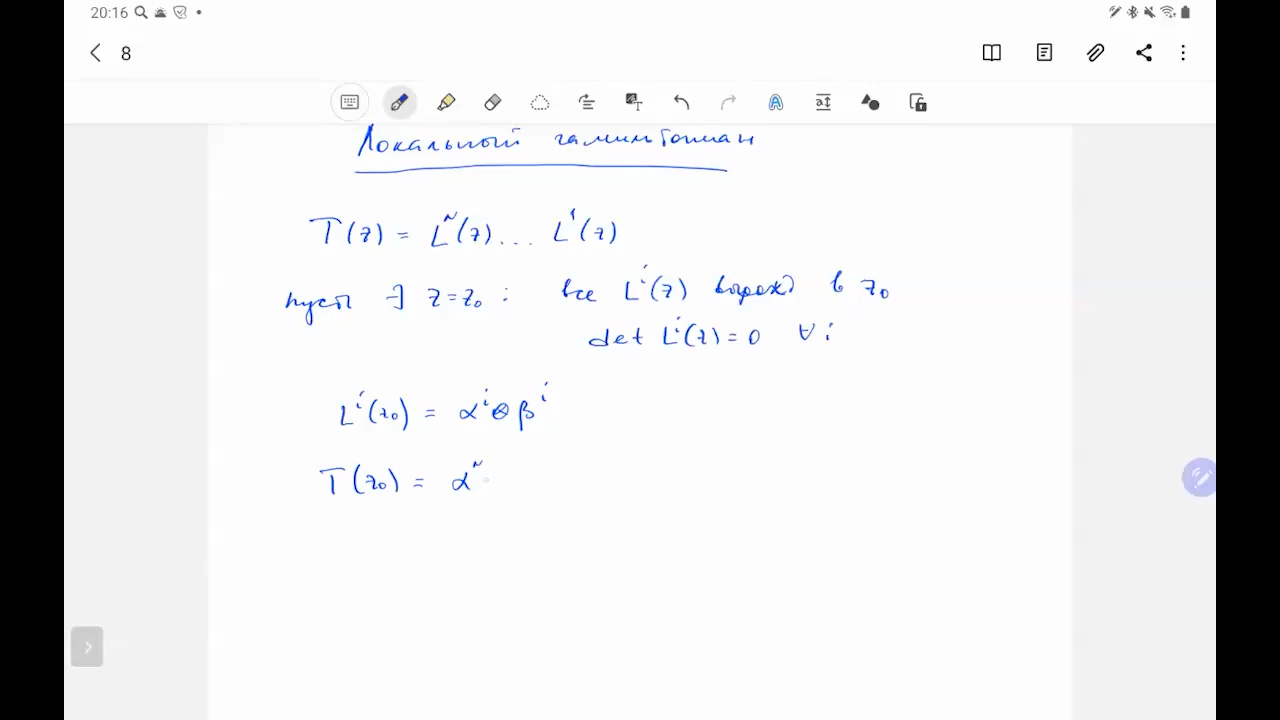 20:16
8
Локальный гамильтониан
T(z) = L^N(z) ... L^1(z)
пусть ∃ z=z₀ : все L^i(z) вырожд в z₀
det L^i(z) = 0 ∀ i
L^i(z₀) = α^i ⊗ β^i
T(z₀) = α^N